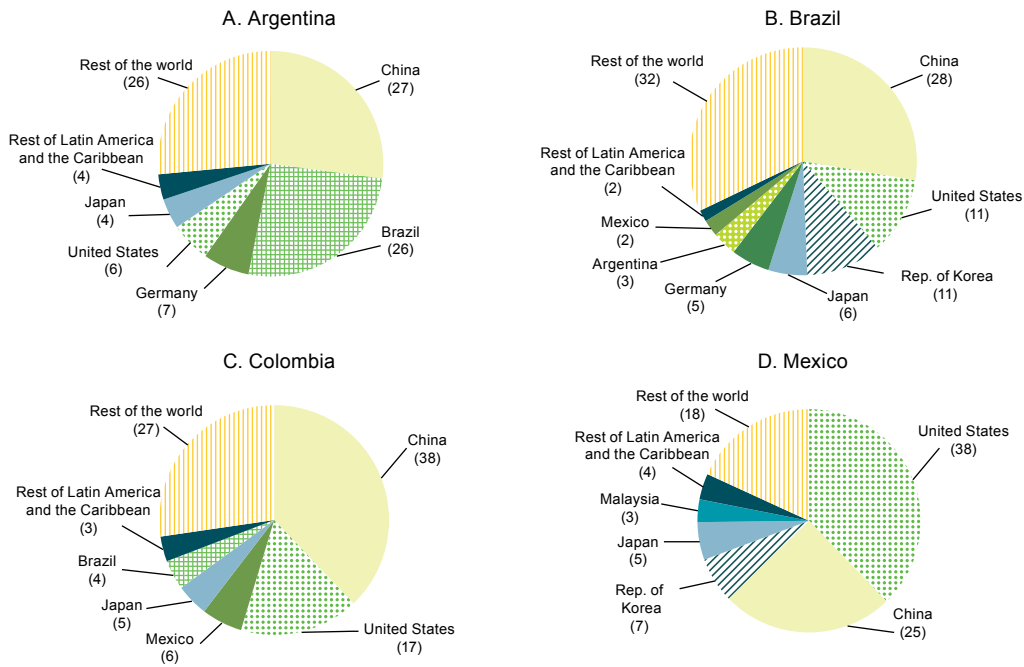 A. Argentina
Rest of the world
(26)
China
(27)
Rest of Latin America
and the Caribbean
(4)
Japan
(4)
United States
(6)
Germany
(7)
Brazil
(26)
B. Brazil
Rest of the world
(32)
China
(28)
Rest of Latin America
and the Caribbean
(2)
Mexico
(2)
Argentina
(3)
Germany
(5)
Japan
(6)
Rep. of Korea
(11)
United States
(11)
C. Colombia
Rest of the world
(27)
China
(38)
Rest of Latin America
and the Caribbean
(3)
Brazil
(4)
Japan
(5)
Mexico
(6)
United States
(17)
D. Mexico
Rest of the world
(18)
United States
(38)
Rest of Latin America
and the Caribbean
(4)
Malaysia
(3)
Japan
(5)
Rep. of
Korea
(7)
China
(25)